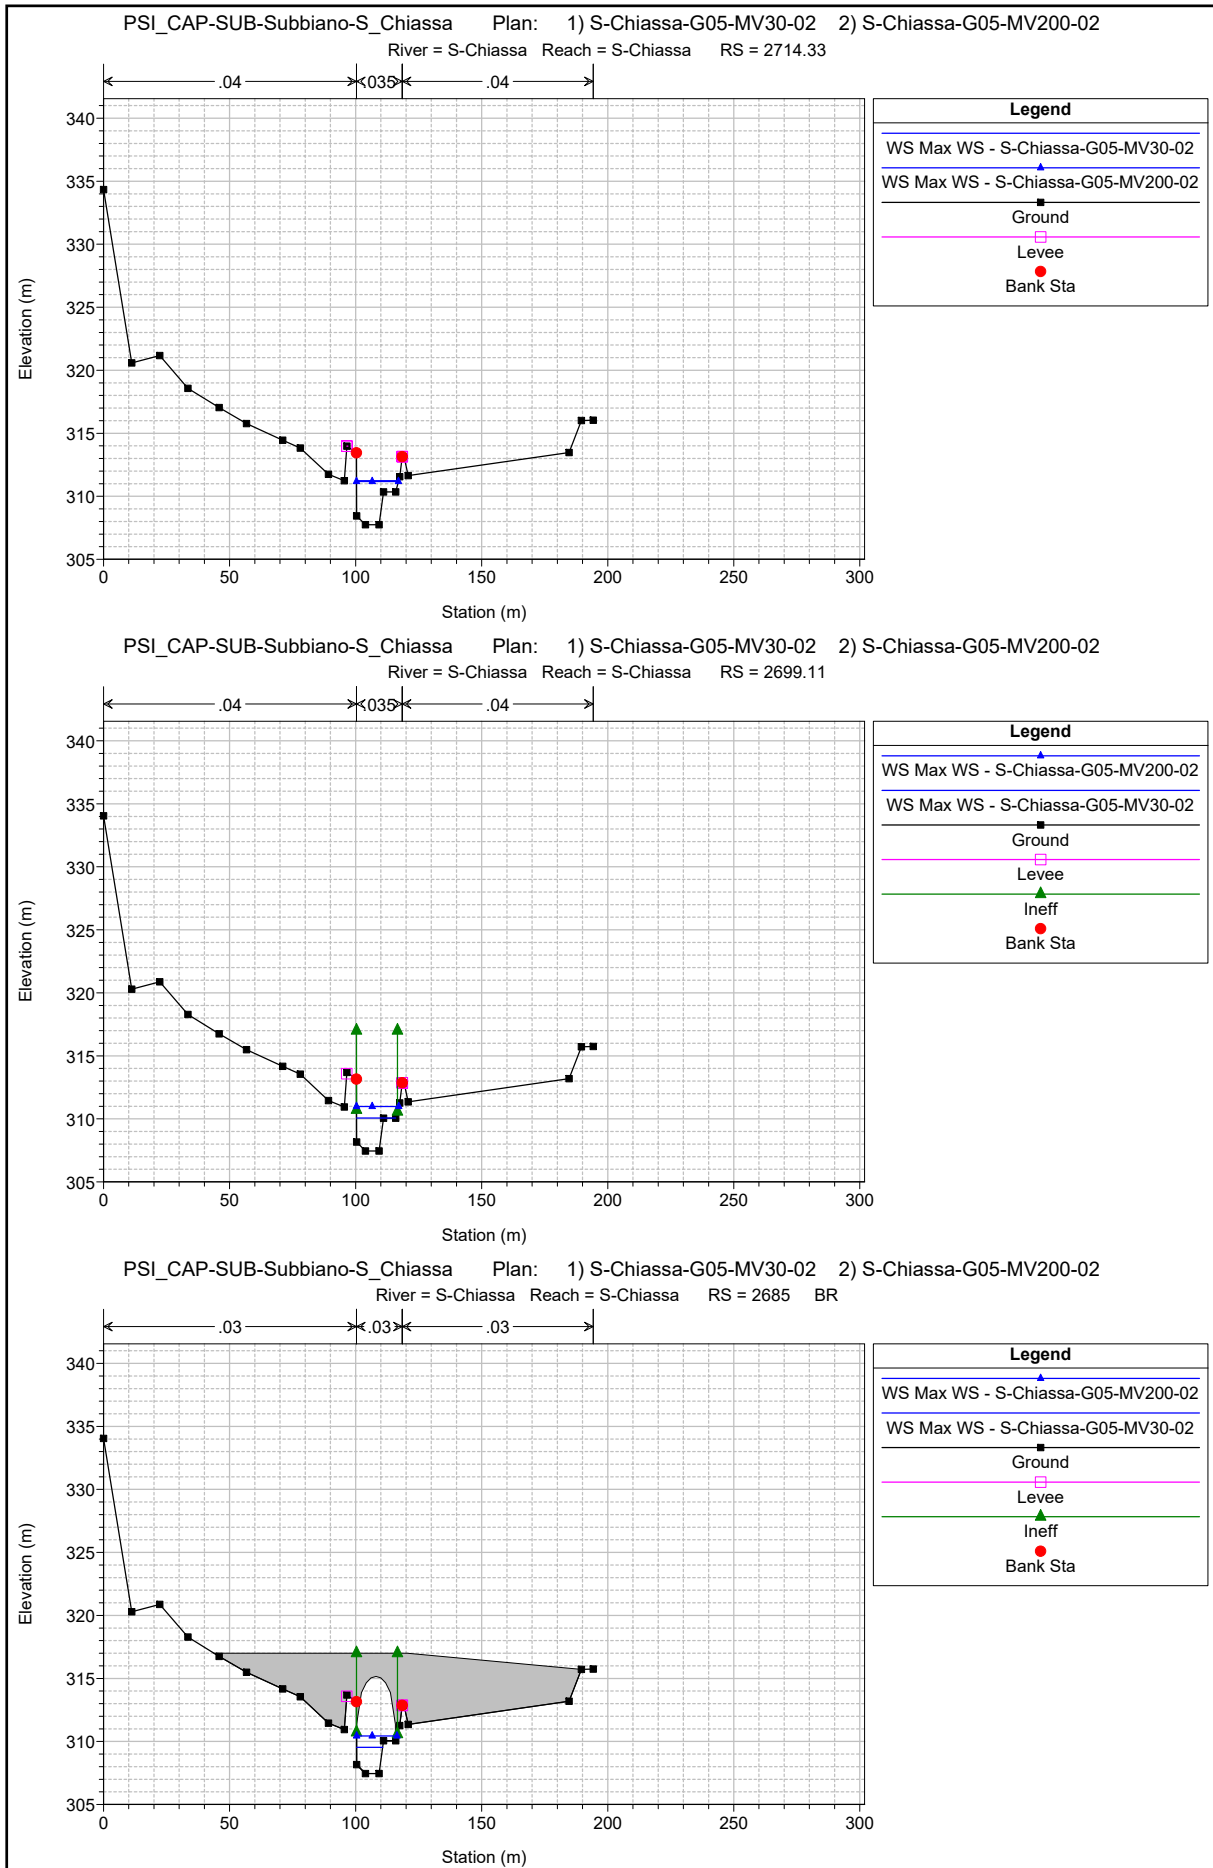 PSI_CAP-SUB-Subbiano-S_Chiassa Plan: 1) S-Chiassa-G05-MV30-02 2) S-Chiassa-G05-MV200-02
River = S-Chiassa Reach = S-Chiassa RS = 2714.33
.04 .035 .04
340
335
330
325
320
315
310
305
0 50 100 150 200 250 300
Elevation (m)
Station (m)
Legend
WS Max WS - S-Chiassa-G05-MV30-02
WS Max WS - S-Chiassa-G05-MV200-02
Ground
Levee
Bank Sta
PSI_CAP-SUB-Subbiano-S_Chiassa Plan: 1) S-Chiassa-G05-MV30-02 2) S-Chiassa-G05-MV200-02
River = S-Chiassa Reach = S-Chiassa RS = 2699.11
.04 .035 .04
340
335
330
325
320
315
310
305
0 50 100 150 200 250 300
Elevation (m)
Station (m)
Legend
WS Max WS - S-Chiassa-G05-MV200-02
WS Max WS - S-Chiassa-G05-MV30-02
Ground
Levee
Ineff
Bank Sta
PSI_CAP-SUB-Subbiano-S_Chiassa Plan: 1) S-Chiassa-G05-MV30-02 2) S-Chiassa-G05-MV200-02
River = S-Chiassa Reach = S-Chiassa RS = 2685 BR
.03 .03 .03
340
335
330
325
320
315
310
305
0 50 100 150 200 250 300
Elevation (m)
Station (m)
Legend
WS Max WS - S-Chiassa-G05-MV200-02
WS Max WS - S-Chiassa-G05-MV30-02
Ground
Levee
Ineff
Bank Sta